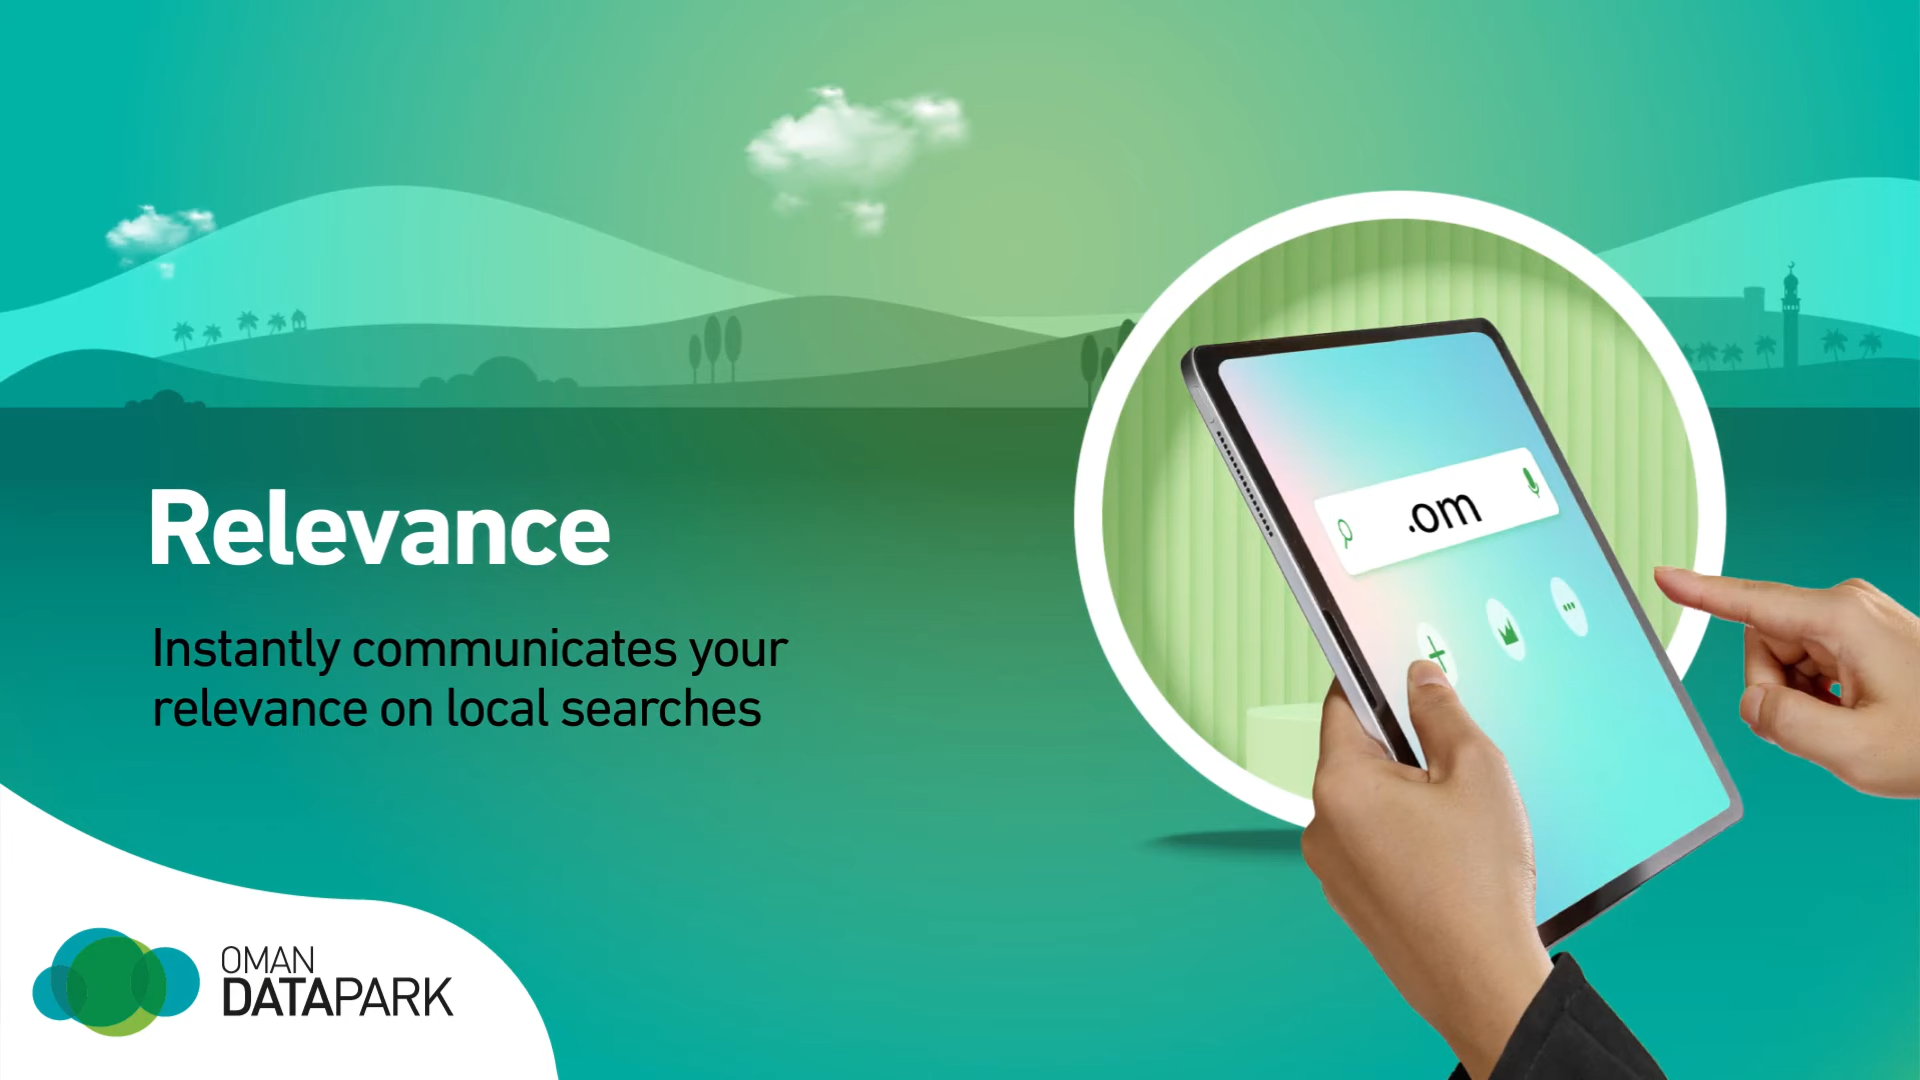 Relevance
Instantly communicates your
relevance on local searches
.om
OMAN
DATAPARK